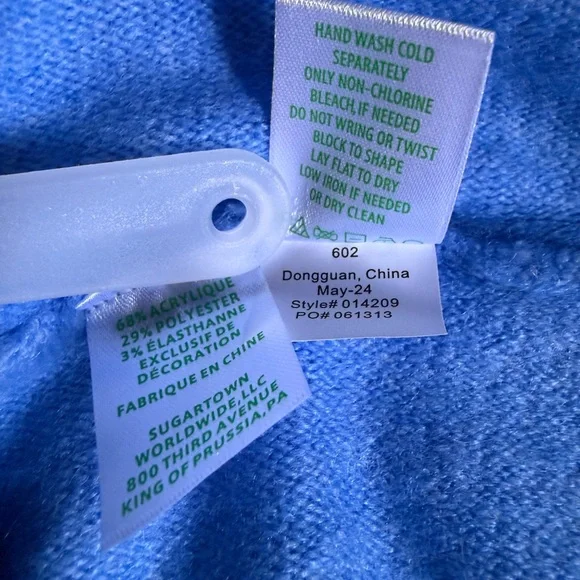 HAND WASH COLD
SEPARATELY
ONLY NON-CHLORINE
BLEACH, IF NEEDED
DO NOT WRING OR TWIST
BLOCK TO SHAPE
LAY FLAT TO DRY
LOW IRON IF NEEDED
OR DRY CLEAN
602
Dongguan, China
May-24
Style# 014209
PO# 061313
68% ACRYLIQUE
29% POLYESTER
3% ÉLASTHANNE
EXCLUSIF DE
DÉCORATION
FABRIQUE EN CHINE
SUGARTOWN
WORLDWIDE, LLC
800 THIRD AVENUE
KING OF PRUSSIA, PA